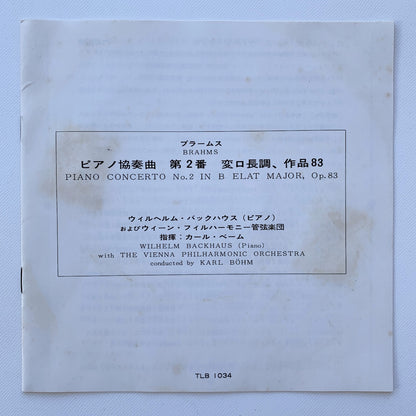 ブラームス
BRAHMS
ピアノ協奏曲 第2番 変ロ長調、作品83
PIANO CONCERTO No.2 IN B ELAT MAJOR, Op.83
ウィルヘルム・バックハウス（ピアノ）
およびウィーン・フィルハーモニー管弦楽団
指揮：カール・ベーム
WILHELM BACKHAUS (Piano)
with THE VIENNA PHILHARMONIC ORCHESTRA
conducted by KARL BÖHM
TLB 1034